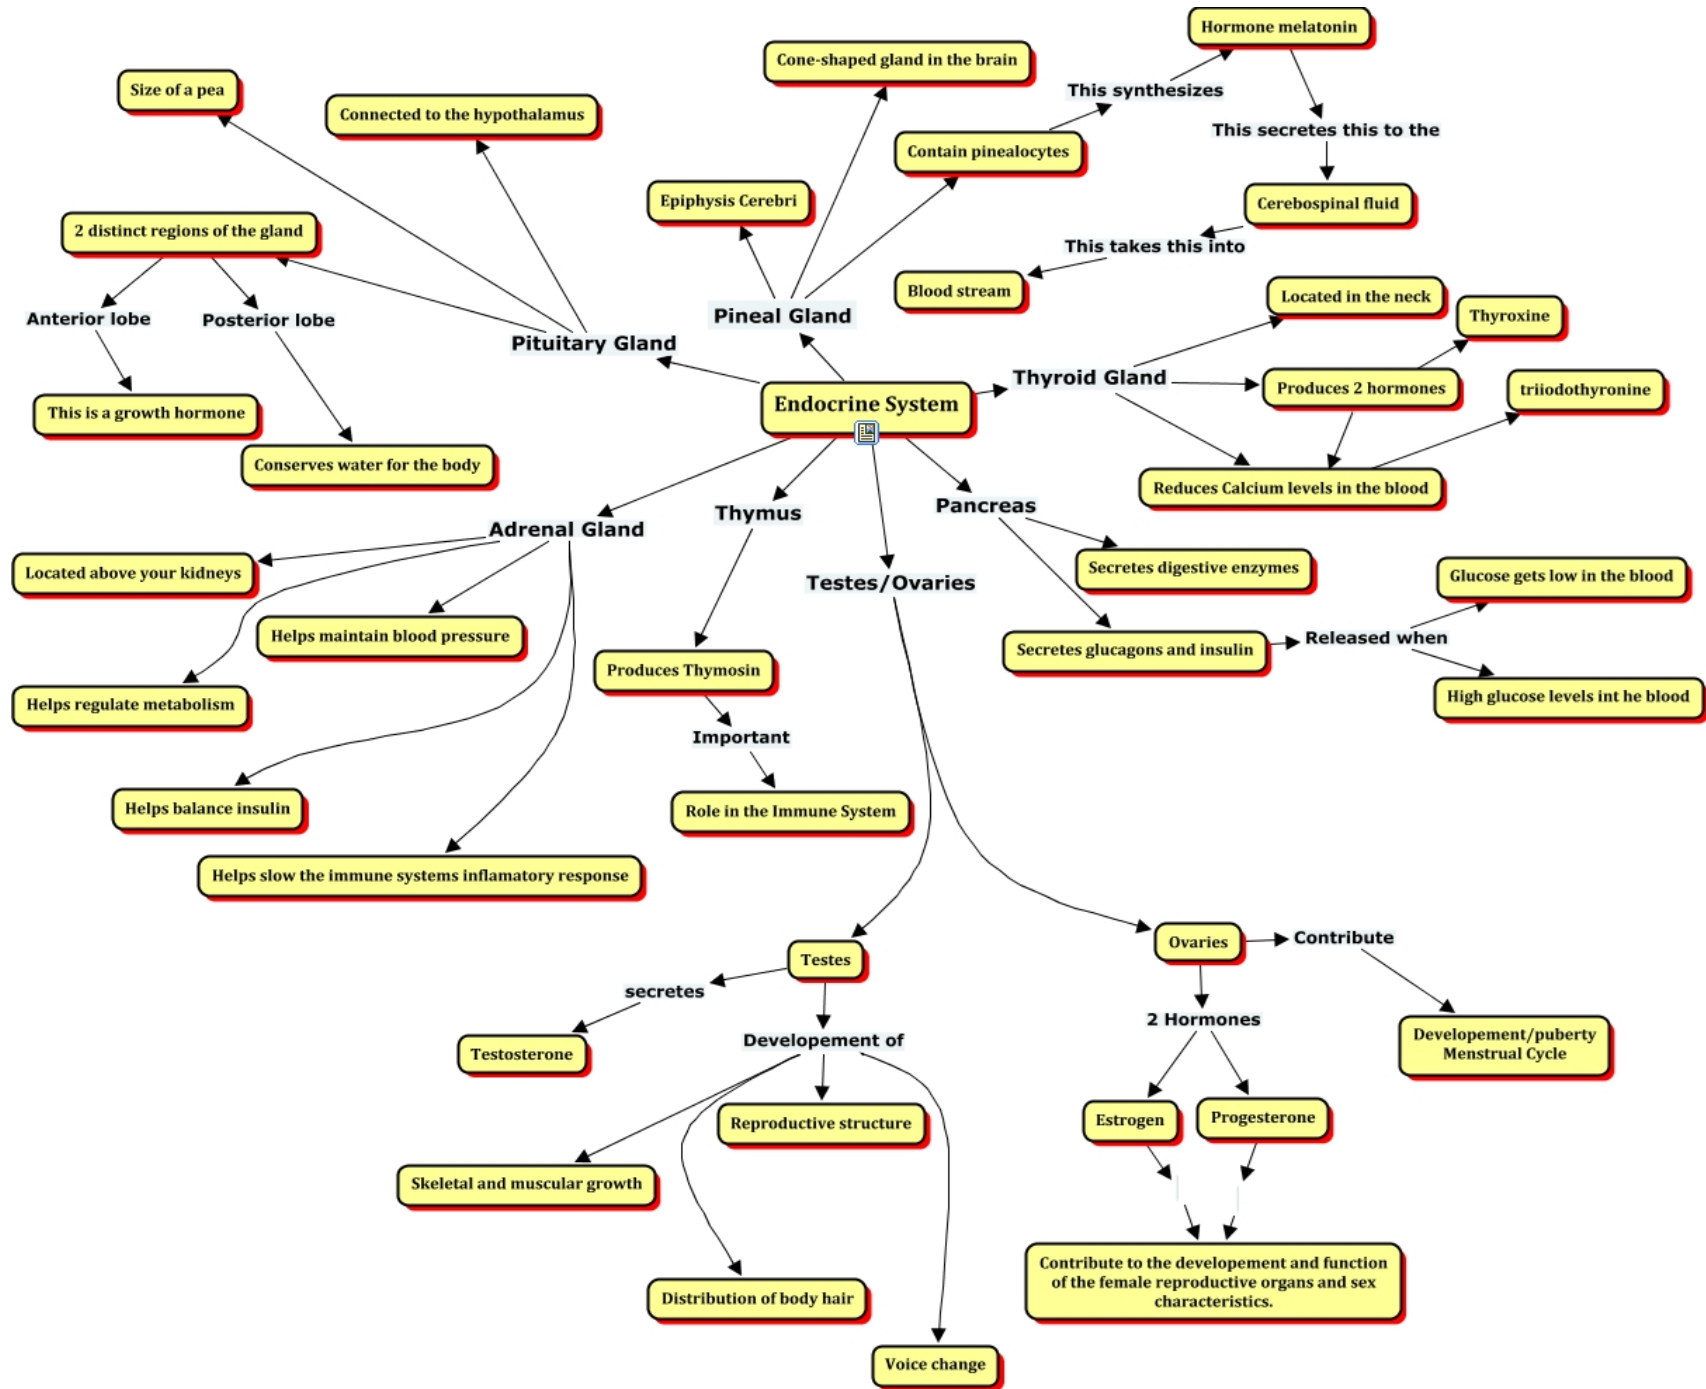 Hormone melatonin
Cone-shaped gland in the brain
Size of a pea
This synthesizes
Connected to the hypothalamus
This secretes this to the
Contain pinealocytes
Epiphysis Cerebri
Cerebospinal fluid
2 distinct regions of the gland
This takes this into
Blood stream
Located in the neck
Anterior lobe
Posterior lobe
Pineal Gland
Thyroxine
Pituitary Gland
Thyroid Gland
Produces 2 hormones
triiodothyronine
Endocrine System
This is a growth hormone
Conserves water for the body
Reduces Calcium levels in the blood
Pancreas
Thymus
Adrenal Gland
Located above your kidneys
Secretes digestive enzymes
Testes/Ovaries
Glucose gets low in the blood
Helps maintain blood pressure
Released when
Secretes glucagons and insulin
Produces Thymosin
High glucose levels int he blood
Helps regulate metabolism
Important
Helps balance insulin
Role in the Immune System
Helps slow the immune systems inflamatory response
Testes
Ovaries
Contribute
secretes
2 Hormones
Testosterone
Developement of
Developement/puberty
Menstrual Cycle
Reproductive structure
Estrogen
Progesterone
Skeletal and muscular growth
Contribute to the developement and function
of the female reproductive organs and sex
characteristics.
Distribution of body hair
Voice change